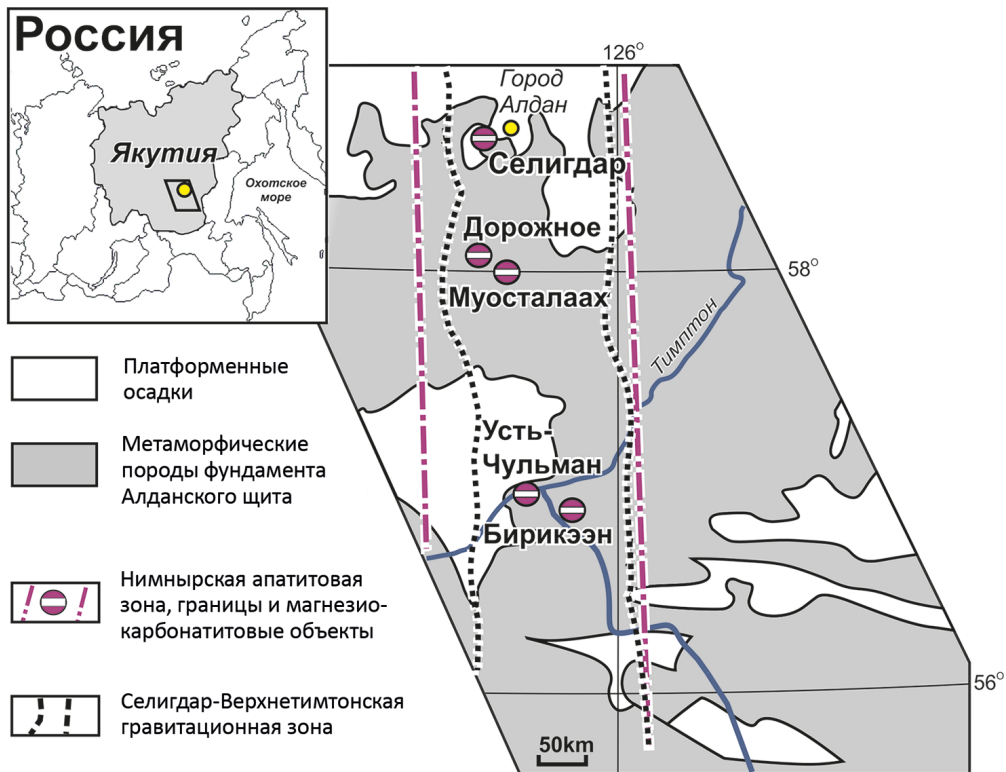 Россия
Якутия
Охотское
море
126°
Город
Алдан
Селигдар
Дорожное
58°
Муосталаах
Тимптон
Усть-
Чульман
Бирикээн
56°
50km
Платформенные
осадки
Метаморфические
породы фундамента
Алданского щита
Нимнырская апатитовая
зона, границы и магнезио-
карбонатитовые объекты
Селигдар-Верхнетимтонская
гравитационная зона